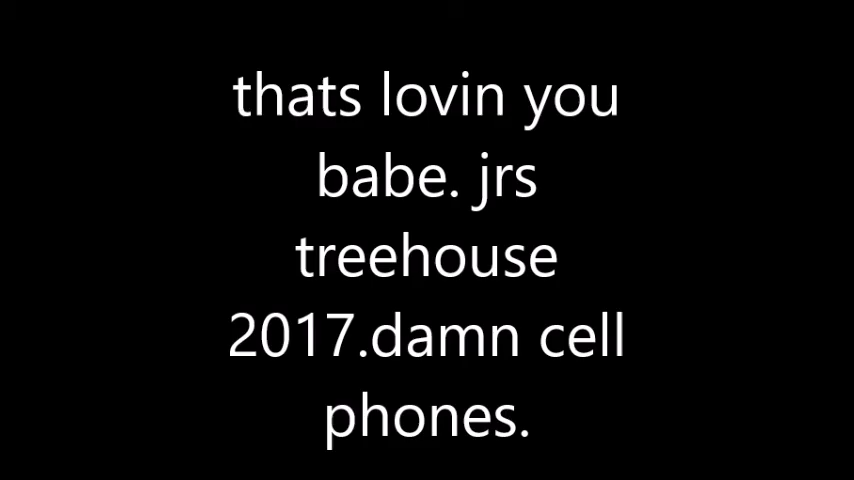 thats lovin you
babe. jrs
treehouse
2017.damn cell
phones.